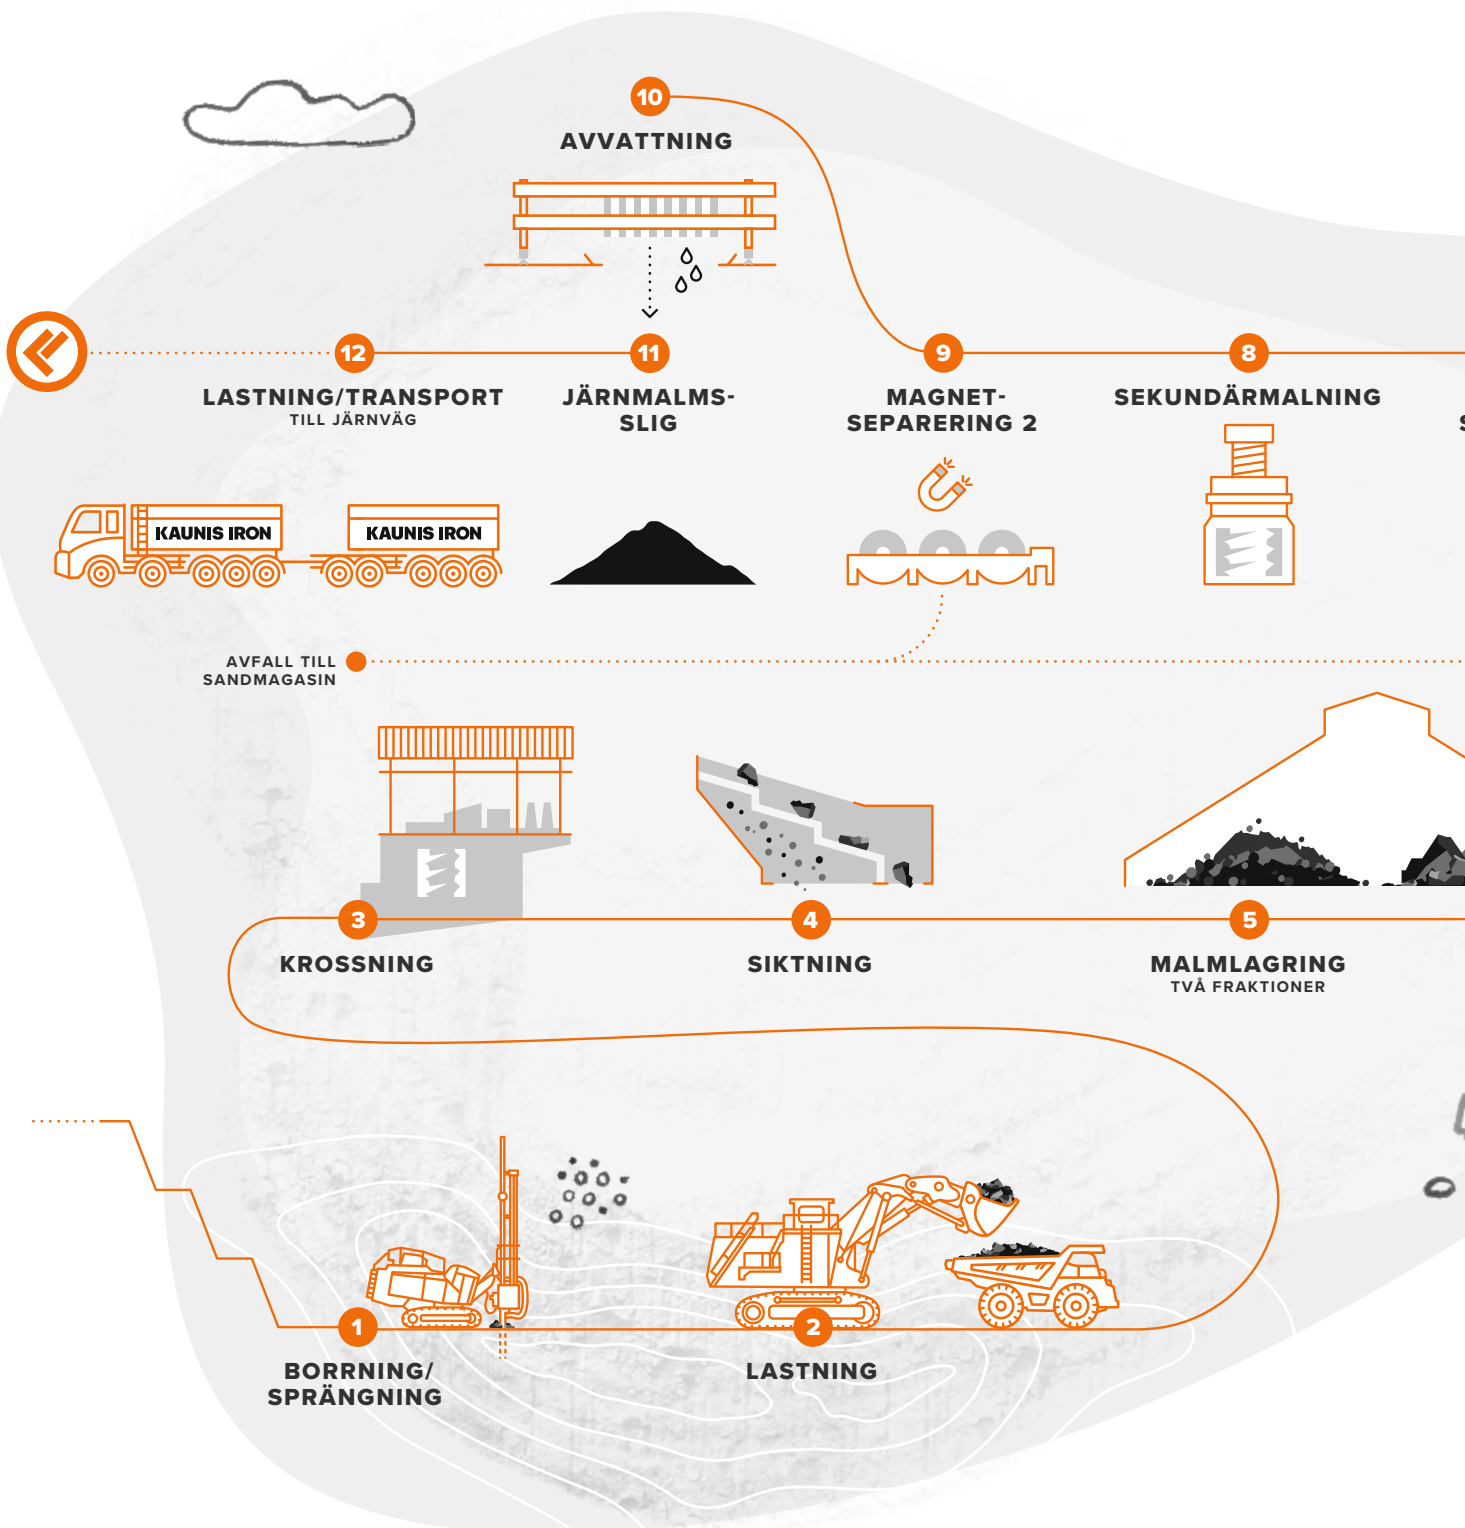 10
AVVATTNING
12
11
9
8
LASTNING/TRANSPORT
TILL JÄRNVÄG
JÄRNMALMS-
SLIG
MAGNET-
SEPARERING 2
SEKUNDÄRMALNING
S
KAUNIS IRON
KAUNIS IRON
AVFALL TILL
SANDMAGASIN
3
4
5
KROSSNING
SIKTNING
MALMLAGRING
TVÅ FRAKTIONER
1
2
BORRNING/
SPRÄNGNING
LASTNING